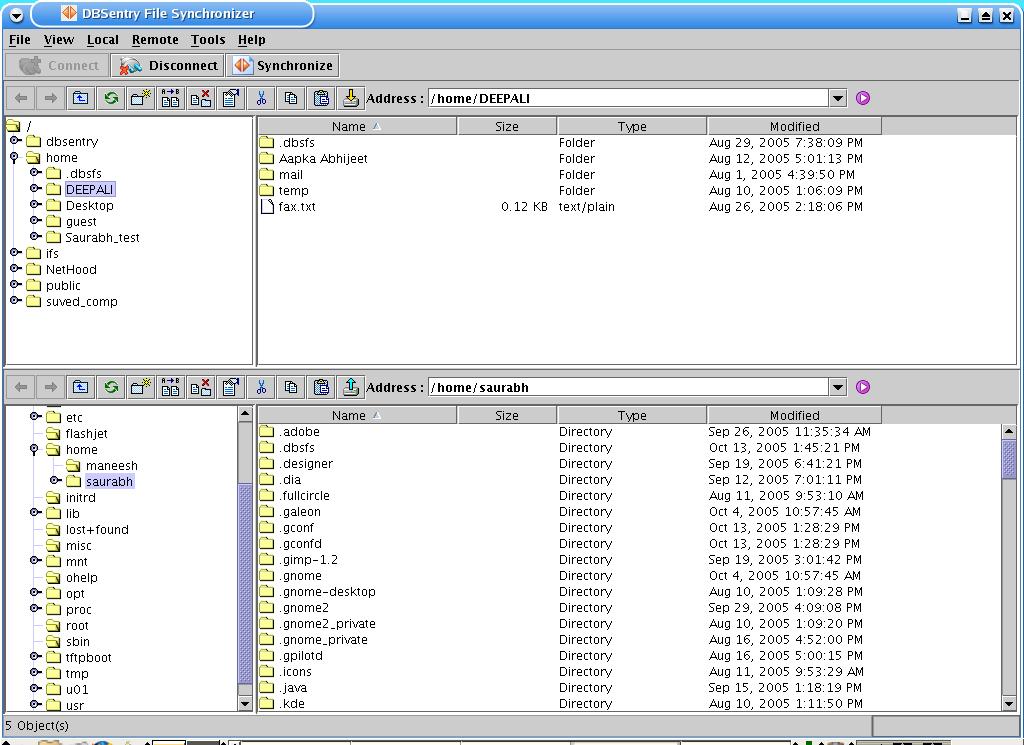 DBSentry File Synchronizer
File View Local Remote Tools Help
Connect Disconnect Synchronize
Address : /home/DEEPALI
/
dbsentry
home
.dbsfs
DEEPALI
Desktop
guest
Saurabh_test
ifs
NetHood
public
suved_comp
Name Size Type Modified
.dbsfs Folder Aug 29, 2005 7:38:09 PM
Aapka Abhijeet Folder Aug 12, 2005 5:01:13 PM
mail Folder Aug 1, 2005 4:39:50 PM
temp Folder Aug 10, 2005 1:06:09 PM
fax.txt 0.12 KB text/plain Aug 26, 2005 2:18:06 PM
Address : /home/saurabh
etc
flashjet
home
maneesh
saurabh
initrd
lib
lost+found
misc
mnt
ohelp
opt
proc
root
sbin
tftpboot
tmp
u01
usr
Name Size Type Modified
.adobe Directory Sep 26, 2005 11:35:34 AM
.dbsfs Directory Oct 13, 2005 1:45:21 PM
.designer Directory Sep 19, 2005 6:41:21 PM
.dia Directory Sep 12, 2005 7:01:11 PM
.fullcircle Directory Aug 11, 2005 9:53:10 AM
.galeon Directory Oct 4, 2005 10:57:45 AM
.gconf Directory Oct 13, 2005 1:28:29 PM
.gconfd Directory Oct 13, 2005 1:28:29 PM
.gimp-1.2 Directory Sep 19, 2005 3:01:42 PM
.gnome Directory Oct 4, 2005 10:57:45 AM
.gnome-desktop Directory Aug 10, 2005 1:09:28 PM
.gnome2 Directory Sep 29, 2005 4:09:08 PM
.gnome2_private Directory Aug 10, 2005 1:09:20 PM
.gnome_private Directory Aug 16, 2005 4:52:00 PM
.gpilotd Directory Aug 16, 2005 5:00:15 PM
.icons Directory Aug 11, 2005 9:53:29 AM
.java Directory Sep 15, 2005 1:18:19 PM
.kde Directory Aug 10, 2005 1:11:50 PM
5 Object(s)